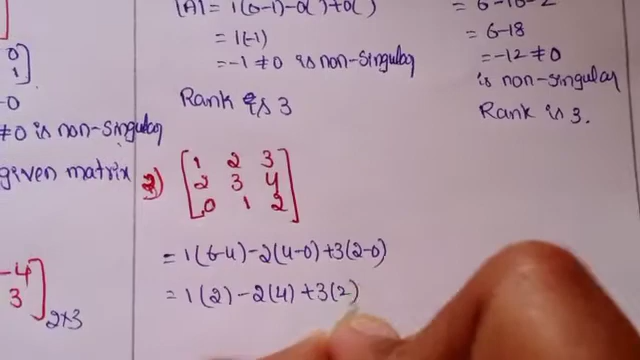 0
1
-0
≠0 is non-singular
given matrix
-4
3
2×3
|A| = 1(0-1)-0( )+0( )
= 1(-1)
= -1 ≠0 is non-singular
Rank is 3
3)
1 2 3
2 3 4
0 1 2
= 1(6-4)-2(4-0)+3(2-0)
= 1(2)-2(4)+3(2)
= 6-18
= -12 ≠0
is non-singular
Rank is 3.